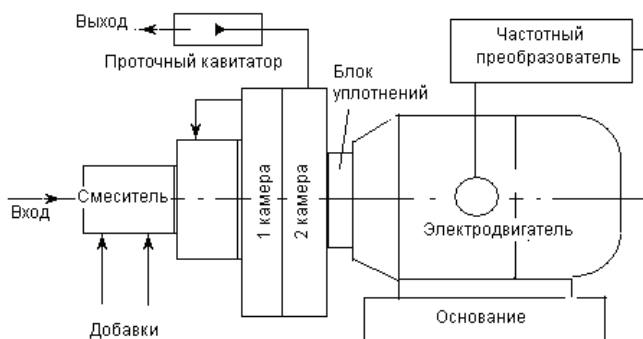 Выход
Проточный кавитатор
Частотный
преобразователь
Блок
уплотнений
Смеситель
Вход
1 камера
2 камера
Электродвигатель
Добавки
Основание